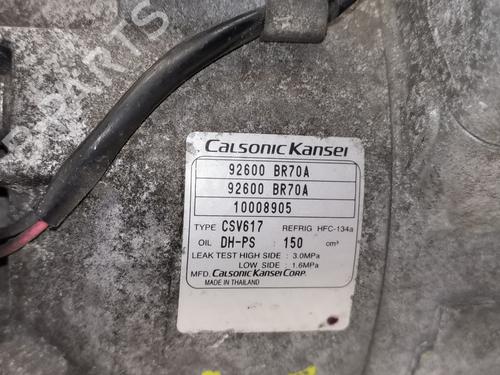 PARTS
Calsonic Kansei
92600 BR70A
92600 BR70A
10008905
TYPE CSV617 REFRIG HFC-134a
OIL DH-PS : 150 cm³
LEAK TEST HIGH SIDE : 3.0MPa
LOW SIDE : 1.6MPa
MFD. Calsonic Kansei Corp.
MADE IN THAILAND